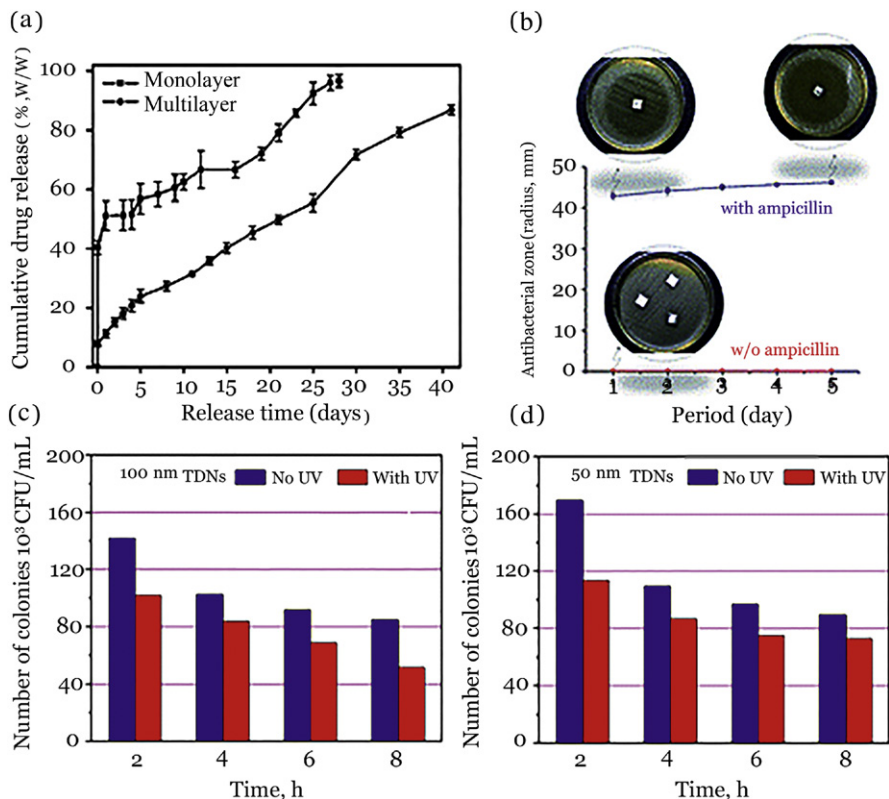 (a)
Cumulative drug release (%,W/W)
100
80
60
40
20
0
Monolayer
Multilayer
0 5 10 15 20 25 30 35 40
Release time (days)
(b)
Antibacterial zone (radius, mm)
50
40
30
20
10
0
with ampicillin
w/o ampicillin
1 2 3 4 5
Period (day)
(c)
Number of colonies 10³CFU/mL
200
160
120
80
40
0
100 nm TDNs No UV With UV
2 4 6 8
Time, h
(d)
Number of colonies 10³CFU/mL
200
160
120
80
40
0
50 nm TDNs No UV With UV
2 4 6 8
Time, h